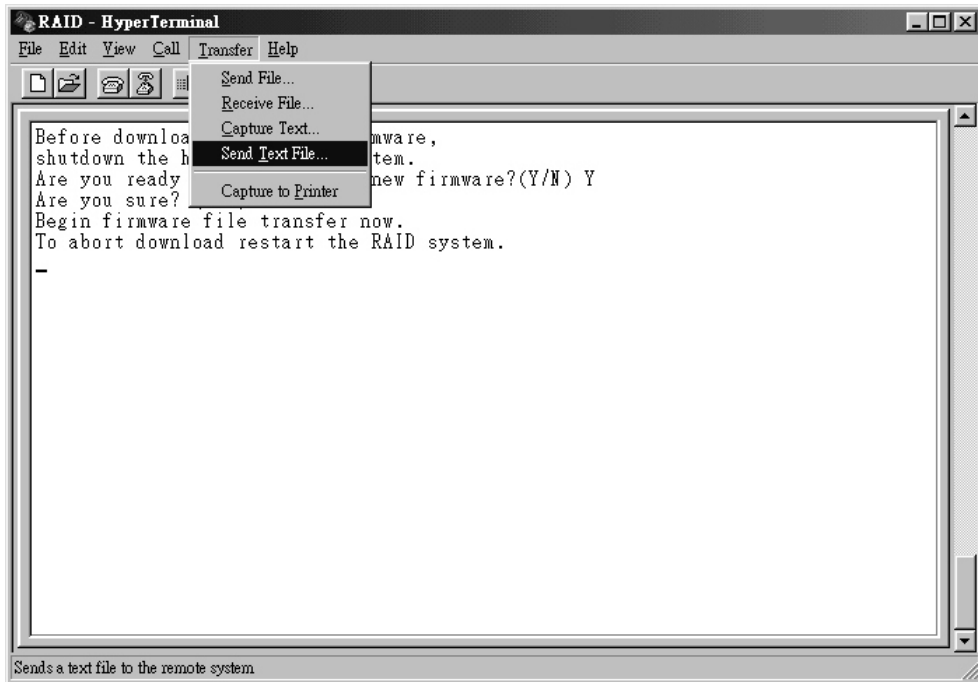 RAID - HyperTerminal
File Edit View Call Transfer Help
Send File...
Receive File...
Capture Text...
Send Text File...
Capture to Printer
Before downloa mware,
shutdown the h tem.
Are you ready new firmware?(Y/N) Y
Are you sure?
Begin firmware file transfer now.
To abort download restart the RAID system.
Sends a text file to the remote system